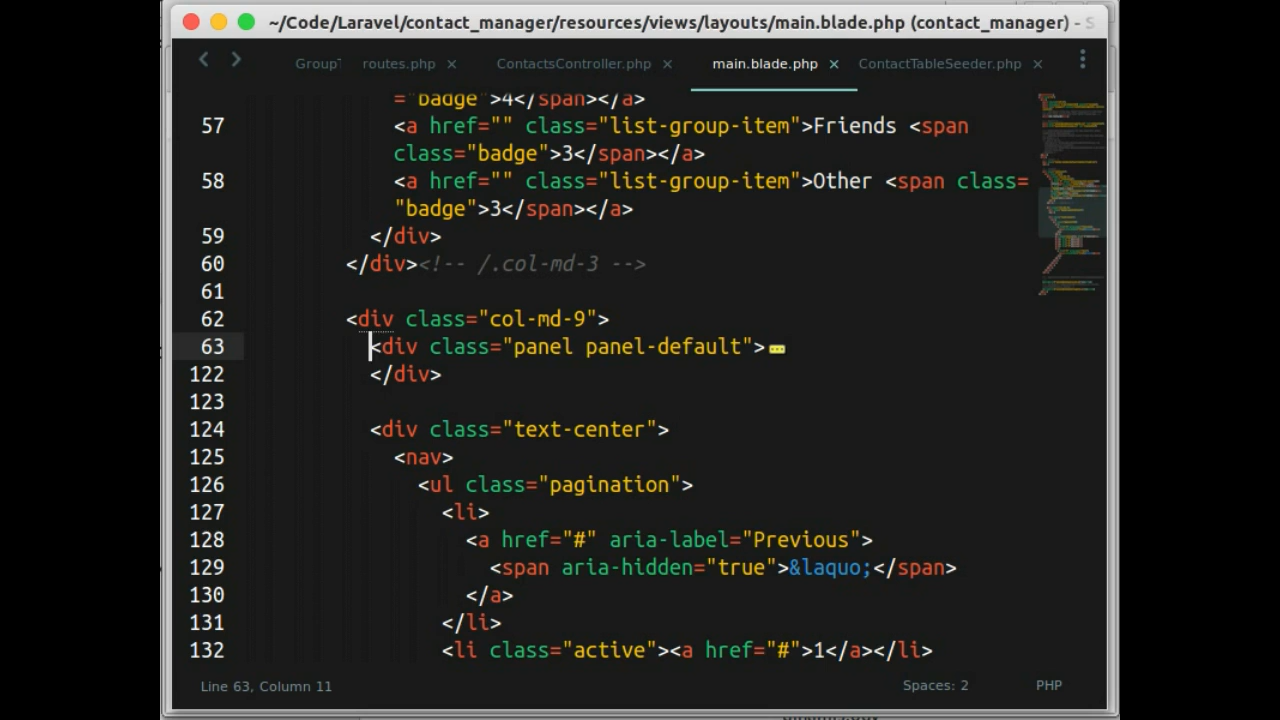 ~/Code/Laravel/contact_manager/resources/views/layouts/main.blade.php (contact_manager) - S
Group routes.php × ContactsController.php × main.blade.php × ContactTableSeeder.php ×
="badge">4</span></a>
57 <a href="" class="list-group-item">Friends <span
class="badge">3</span></a>
58 <a href="" class="list-group-item">Other <span class=
"badge">3</span></a>
59 </div>
60 </div><!-- /.col-md-3 -->
61
62 <div class="col-md-9">
63 <div class="panel panel-default">
122 </div>
123
124 <div class="text-center">
125 <nav>
126 <ul class="pagination">
127 <li>
128 <a href="#" aria-label="Previous">
129 <span aria-hidden="true">&laquo;</span>
130 </a>
131 </li>
132 <li class="active"><a href="#">1</a></li>
Line 63, Column 11 Spaces: 2 PHP